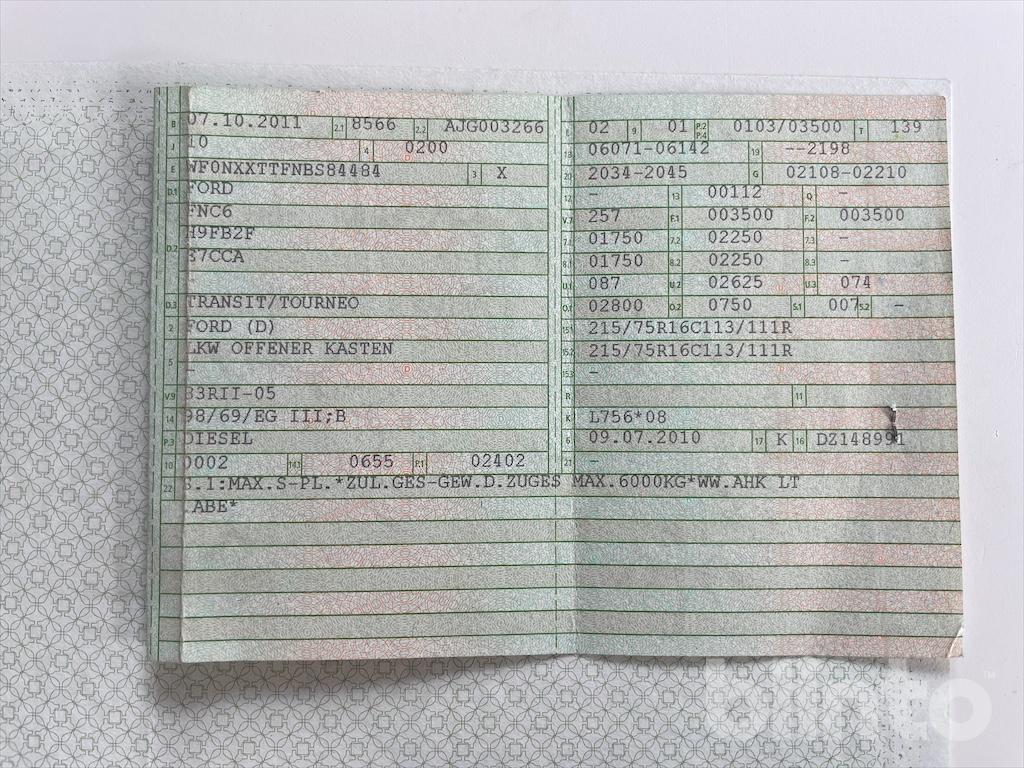 B 07.10.2011 2.1 8566 2.2 AJG003266
J 10 4 0200
E WF0NXXTTFNBS84484 3 X
D.1 FORD
FNC6
H9FB2F
D.2 E7CCA
D.3 TRANSIT/TOURNEO
2 FORD (D)
5 LKW OFFENER KASTEN
-
V.9 83RII-05
14 98/69/EG III;B
P.3 DIESEL
10 0002 14.1 0655 P.1 02402
L 02 9 01 P.2 P.4 0103/03500 T 139
18 06071-06142 19 --2198
20 2034-2045 G 02108-02210
12 - 13 00112 Q -
V.7 257 F.1 003500 F.2 003500
7.1 01750 7.2 02250 7.3 -
8.1 01750 8.2 02250 8.3 -
U.1 087 U.2 02625 U.3 074
O.1 02800 O.2 0750 S.1 007 S.2 -
15.1 215/75R16C113/111R
15.2 215/75R16C113/111R
15.3 -
R 11
K L756*08
6 09.07.2010 17 K 16 DZ148991
21 -
22 S.1:MAX.S-PL.*ZUL.GES-GEW.D.ZUGES MAX.6000KG*WW.AHK LT
.ABE*
blinto™